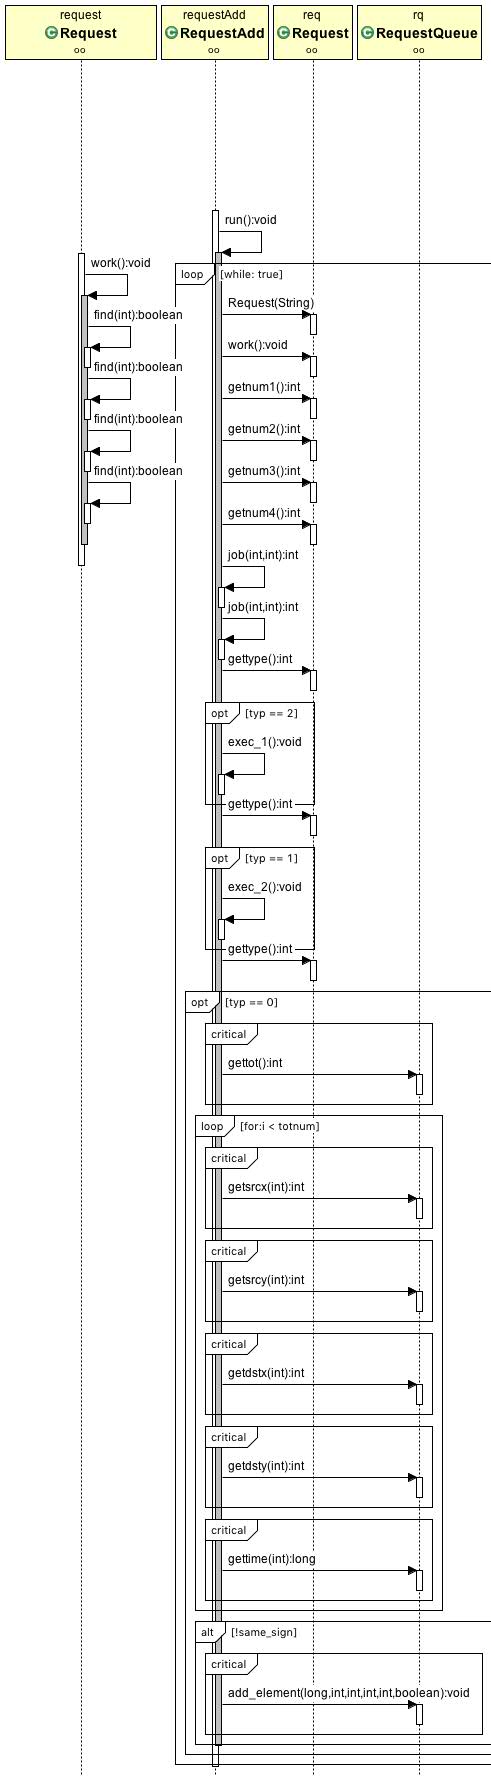 request
C Request
oo
requestAdd
C RequestAdd
oo
req
C Request
oo
rq
C RequestQueue
oo
run():void
work():void
loop [while: true]
Request(String)
find(int):boolean
work():void
find(int):boolean
getnum1():int
find(int):boolean
getnum2():int
find(int):boolean
getnum3():int
getnum4():int
job(int,int):int
job(int,int):int
gettype():int
opt [typ == 2]
exec_1():void
gettype():int
opt [typ == 1]
exec_2():void
gettype():int
opt [typ == 0]
critical
gettot():int
loop [for:i < totnum]
critical
getsrcx(int):int
critical
getsrcy(int):int
critical
getdstx(int):int
critical
getdsty(int):int
critical
gettime(int):long
alt [!same_sign]
critical
add_element(long,int,int,int,int,boolean):void